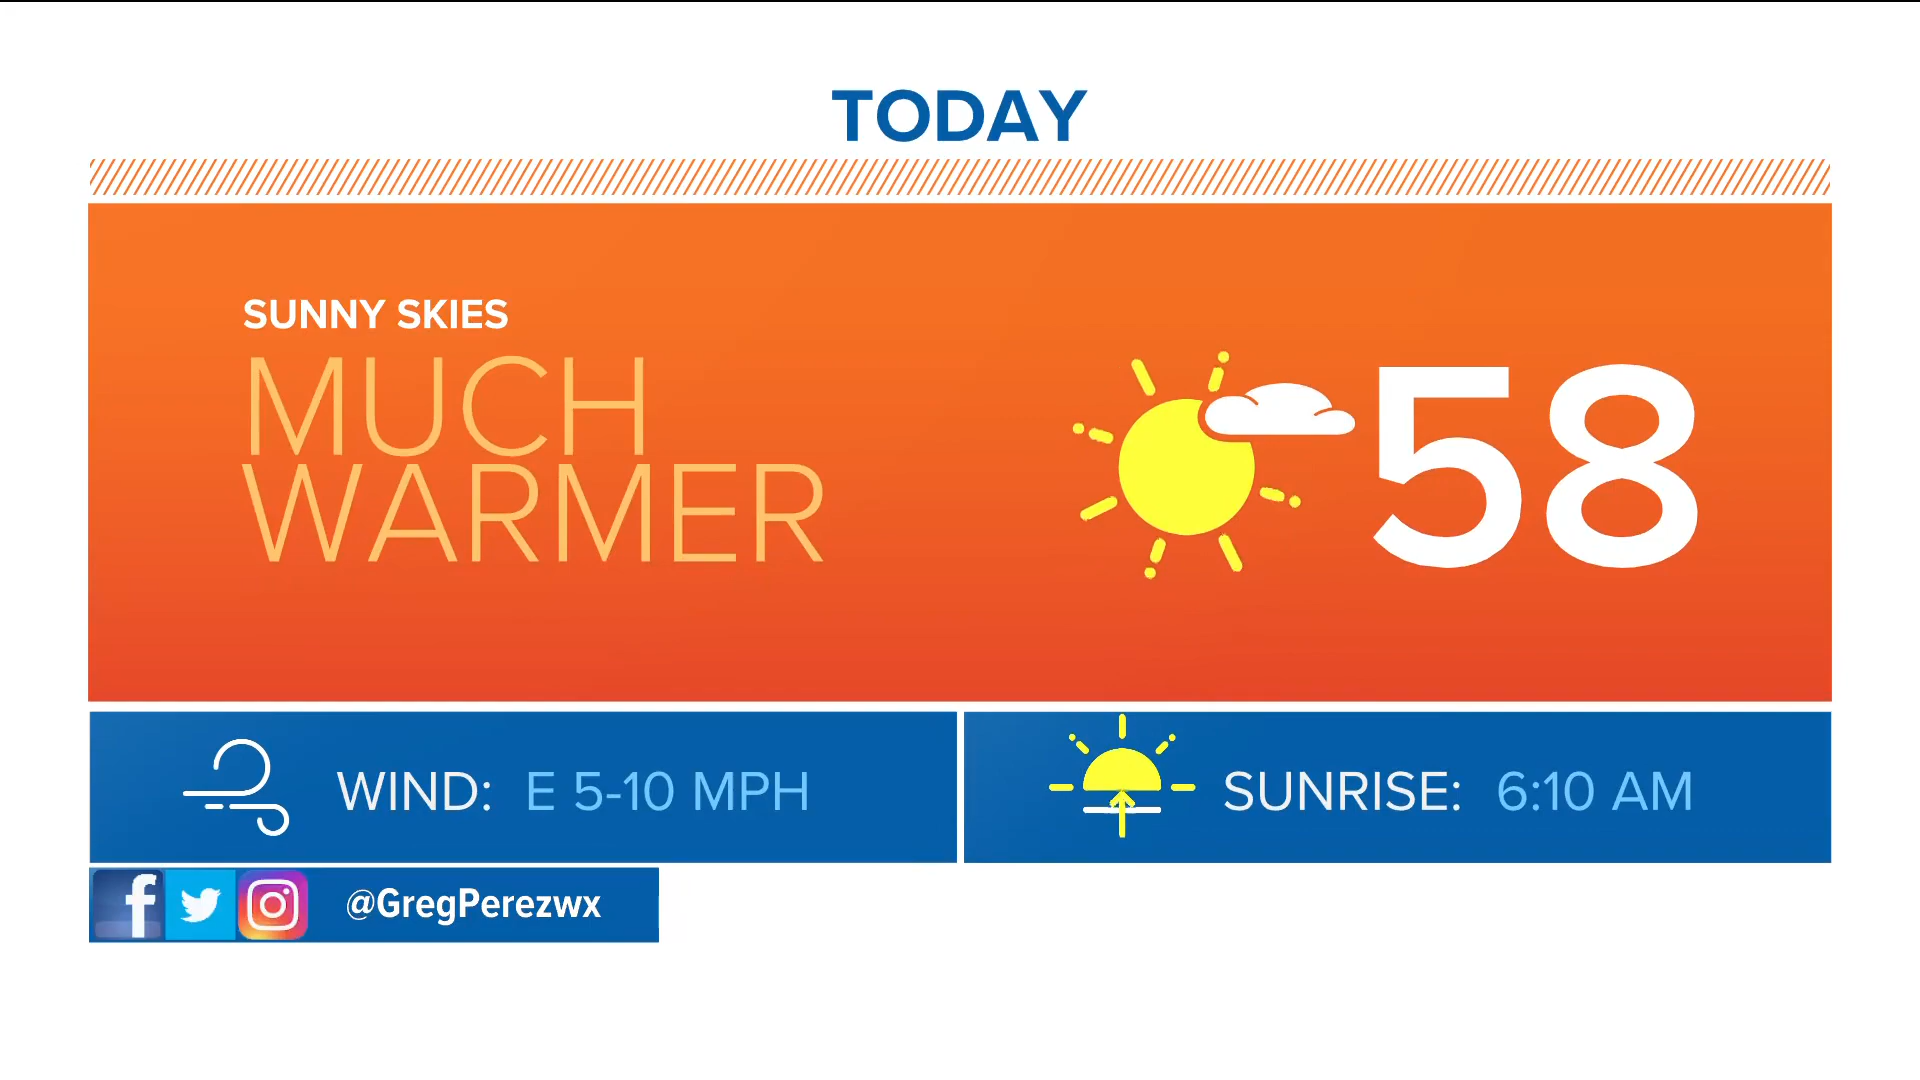 TODAY
SUNNY SKIES
MUCH
WARMER
58
WIND: E 5-10 MPH
SUNRISE: 6:10 AM
@GregPerezwx